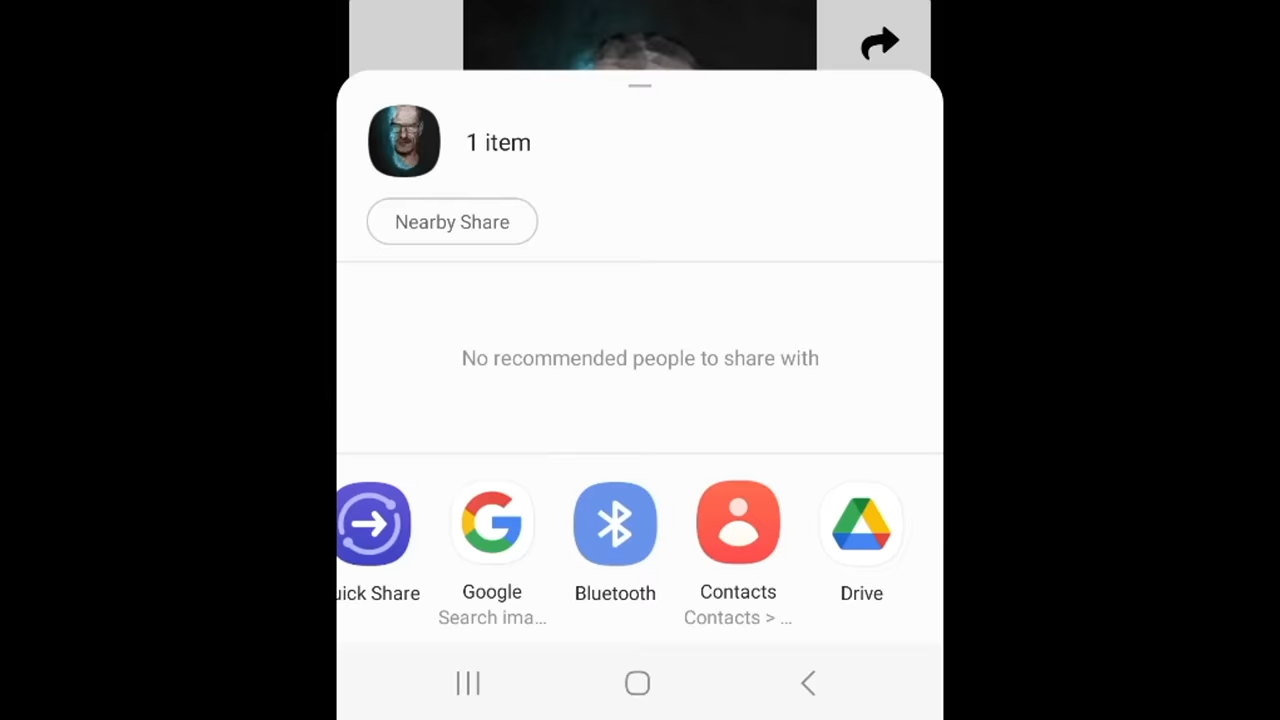 1 item
Nearby Share
No recommended people to share with
uick Share
Google
Search ima...
Bluetooth
Contacts
Contacts > ...
Drive